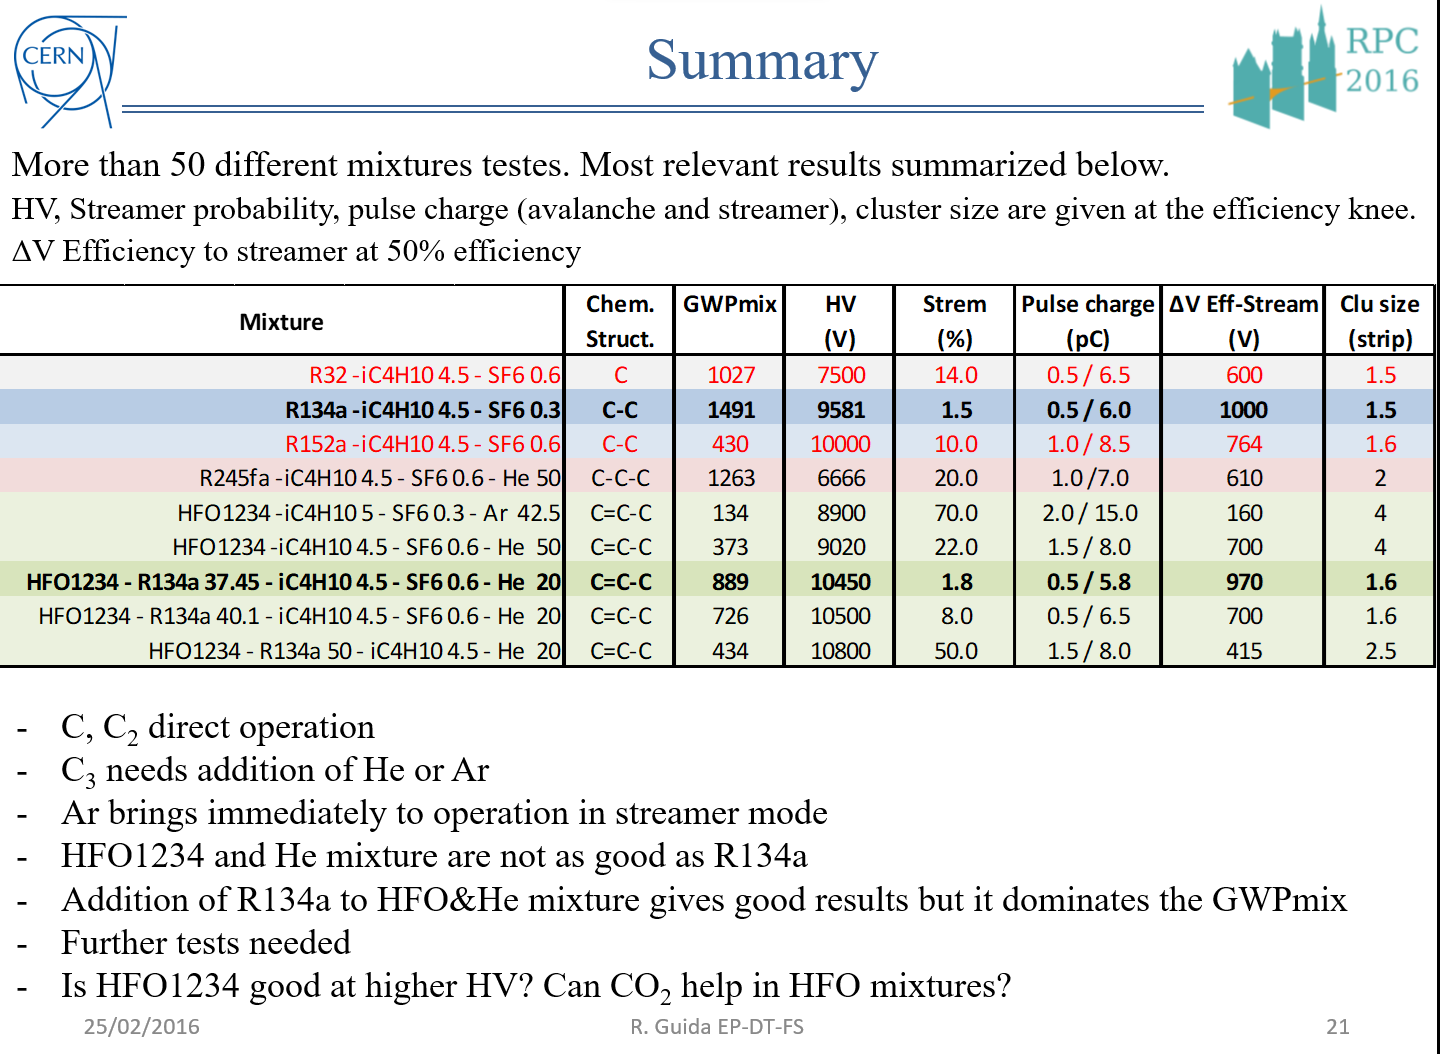 CERN
Summary
RPC
2016
More than 50 different mixtures testes. Most relevant results summarized below.
HV, Streamer probability, pulse charge (avalanche and streamer), cluster size are given at the efficiency knee.
ΔV Efficiency to streamer at 50% efficiency
Mixture Chem. Struct. GWPmix HV (V) Strem (%) Pulse charge (pC) ΔV Eff-Stream (V) Clu size (strip)
R32 -iC4H10 4.5 - SF6 0.6 C 1027 7500 14.0 0.5 / 6.5 600 1.5
R134a -iC4H10 4.5 - SF6 0.3 C-C 1491 9581 1.5 0.5 / 6.0 1000 1.5
R152a -iC4H10 4.5 - SF6 0.6 C-C 430 10000 10.0 1.0 / 8.5 764 1.6
R245fa -iC4H10 4.5 - SF6 0.6 - He 50 C-C-C 1263 6666 20.0 1.0 /7.0 610 2
HFO1234 -iC4H10 5 - SF6 0.3 - Ar 42.5 C=C-C 134 8900 70.0 2.0 / 15.0 160 4
HFO1234 -iC4H10 4.5 - SF6 0.6 - He 50 C=C-C 373 9020 22.0 1.5 / 8.0 700 4
HFO1234 - R134a 37.45 - iC4H10 4.5 - SF6 0.6 - He 20 C=C-C 889 10450 1.8 0.5 / 5.8 970 1.6
HFO1234 - R134a 40.1 - iC4H10 4.5 - SF6 0.6 - He 20 C=C-C 726 10500 8.0 0.5 / 6.5 700 1.6
HFO1234 - R134a 50 - iC4H10 4.5 - He 20 C=C-C 434 10800 50.0 1.5 / 8.0 415 2.5
- C, C₂ direct operation
- C₃ needs addition of He or Ar
- Ar brings immediately to operation in streamer mode
- HFO1234 and He mixture are not as good as R134a
- Addition of R134a to HFO&He mixture gives good results but it dominates the GWPmix
- Further tests needed
- Is HFO1234 good at higher HV? Can CO₂ help in HFO mixtures?
25/02/2016 R. Guida EP-DT-FS 21